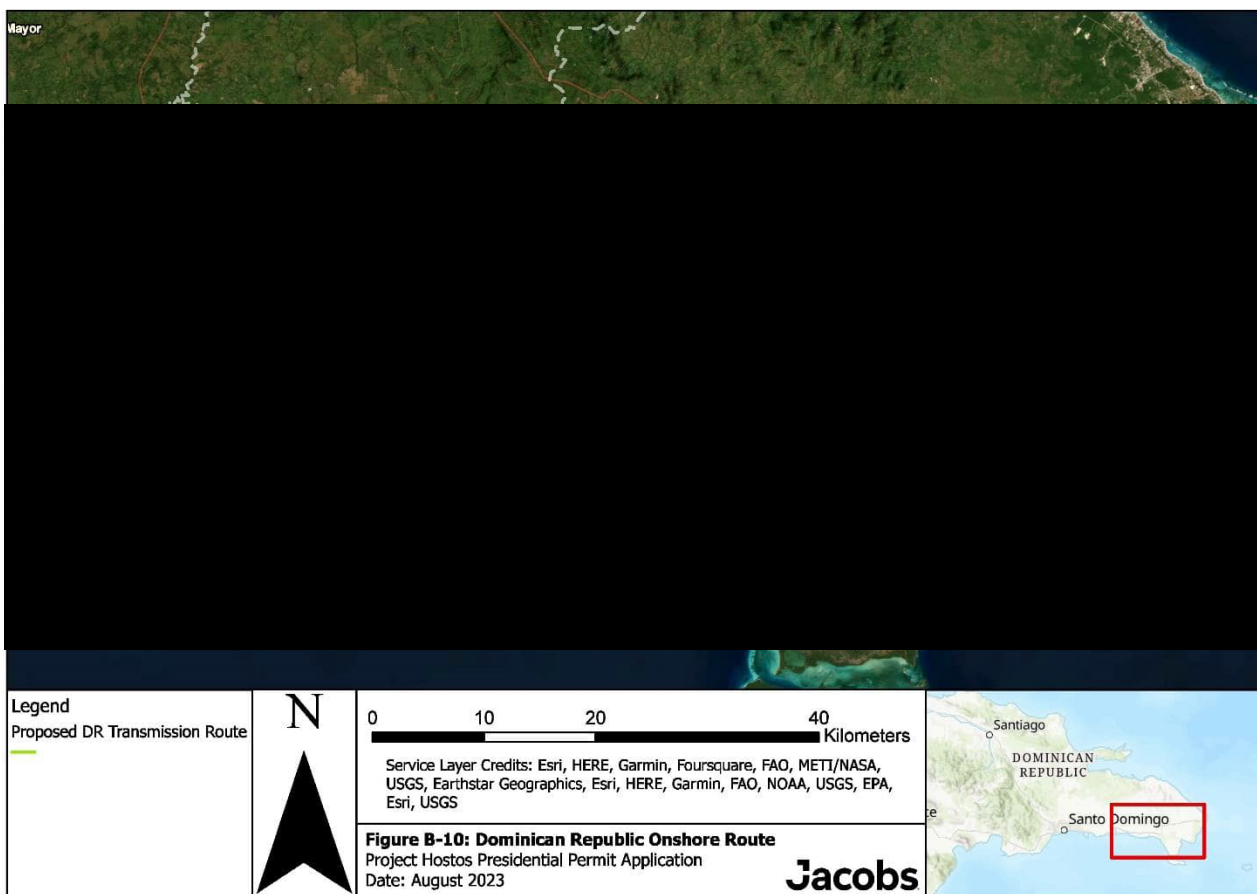 Mayor
Legend
Proposed DR Transmission Route
N
0 10 20 40
Kilometers
Service Layer Credits: Esri, HERE, Garmin, Foursquare, FAO, METI/NASA,
USGS, Earthstar Geographics, Esri, HERE, Garmin, FAO, NOAA, USGS, EPA,
Esri, USGS
Figure B-10: Dominican Republic Onshore Route
Project Hostos Presidential Permit Application
Date: August 2023
Jacobs
Santiago
DOMINICAN
REPUBLIC
Santo Domingo
ce